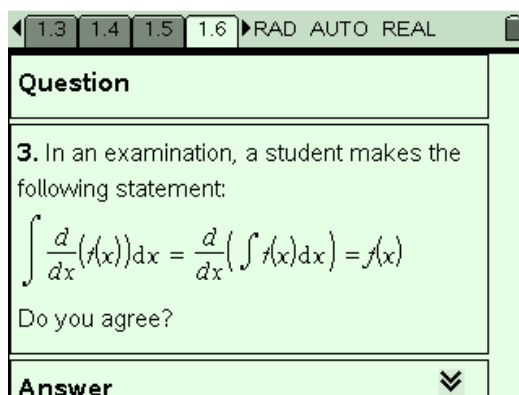 1.3 1.4 1.5 1.6 RAD AUTO REAL
Question
3. In an examination, a student makes the
following statement:
∫ d/dx (f(x))dx = d/dx (∫ f(x)dx) = f(x)
Do you agree?
Answer